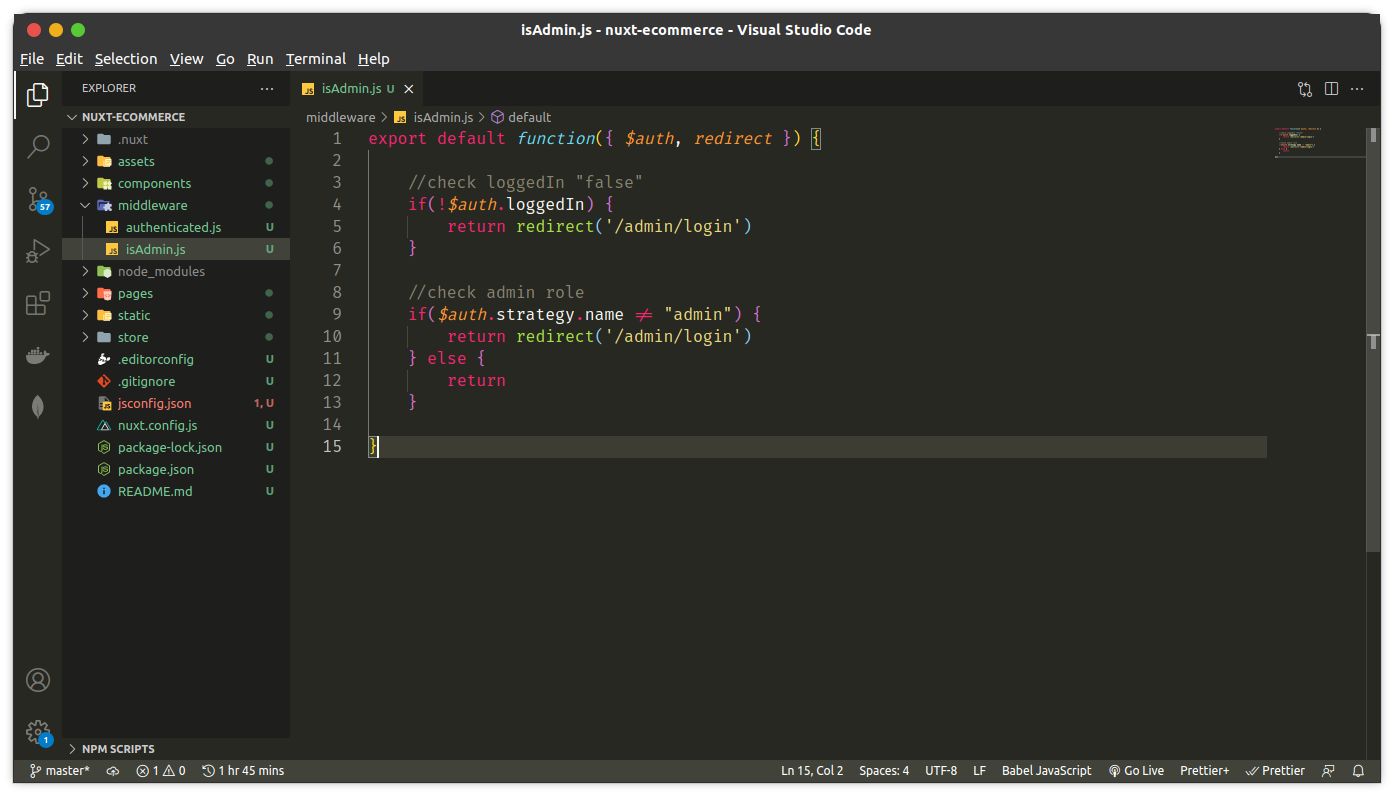 isAdmin.js - nuxt-ecommerce - Visual Studio Code
File Edit Selection View Go Run Terminal Help
EXPLORER ···
NUXT-ECOMMERCE
.nuxt
assets
components
middleware
authenticated.js U
isAdmin.js U
node_modules
pages
static
store
.editorconfig U
.gitignore U
jsconfig.json 1, U
nuxt.config.js U
package-lock.json U
package.json U
README.md U
NPM SCRIPTS
57
1
isAdmin.js U
middleware > isAdmin.js > default
1 export default function({ $auth, redirect }) {
2
3 //check loggedIn "false"
4 if(!$auth.loggedIn) {
5 return redirect('/admin/login')
6 }
7
8 //check admin role
9 if($auth.strategy.name ≠ "admin") {
10 return redirect('/admin/login')
11 } else {
12 return
13 }
14
15 }
master* 1 0 1 hr 45 mins Ln 15, Col 2 Spaces: 4 UTF-8 LF Babel JavaScript Go Live Prettier+ Prettier